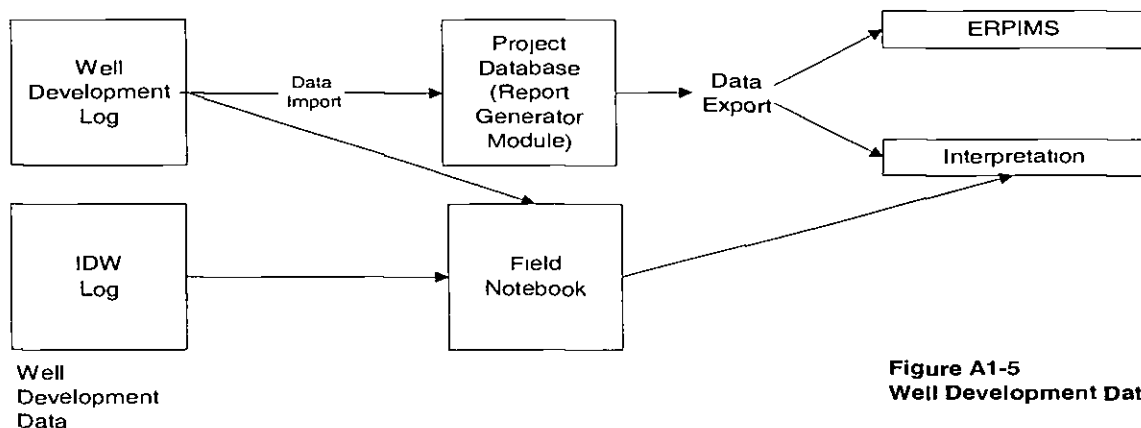 Well
Development
Log
Data
Import
Project
Database
(Report
Generator
Module)
Data
Export
ERPIMS
Interpretation
IDW
Log
Field
Notebook
Well
Development
Data
Figure A1-5
Well Development Dat